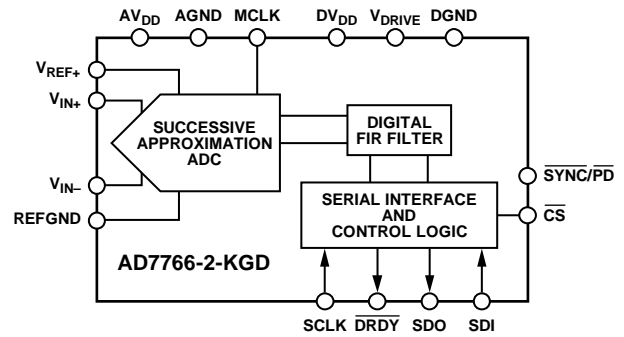 AVDD AGND MCLK DVDD VDRIVE DGND
VREF+
VIN+
VIN–
REFGND
SUCCESSIVE
APPROXIMATION
ADC
DIGITAL
FIR FILTER
SERIAL INTERFACE
AND
CONTROL LOGIC
SYNC/PD
CS
AD7766-2-KGD
SCLK DRDY SDO SDI